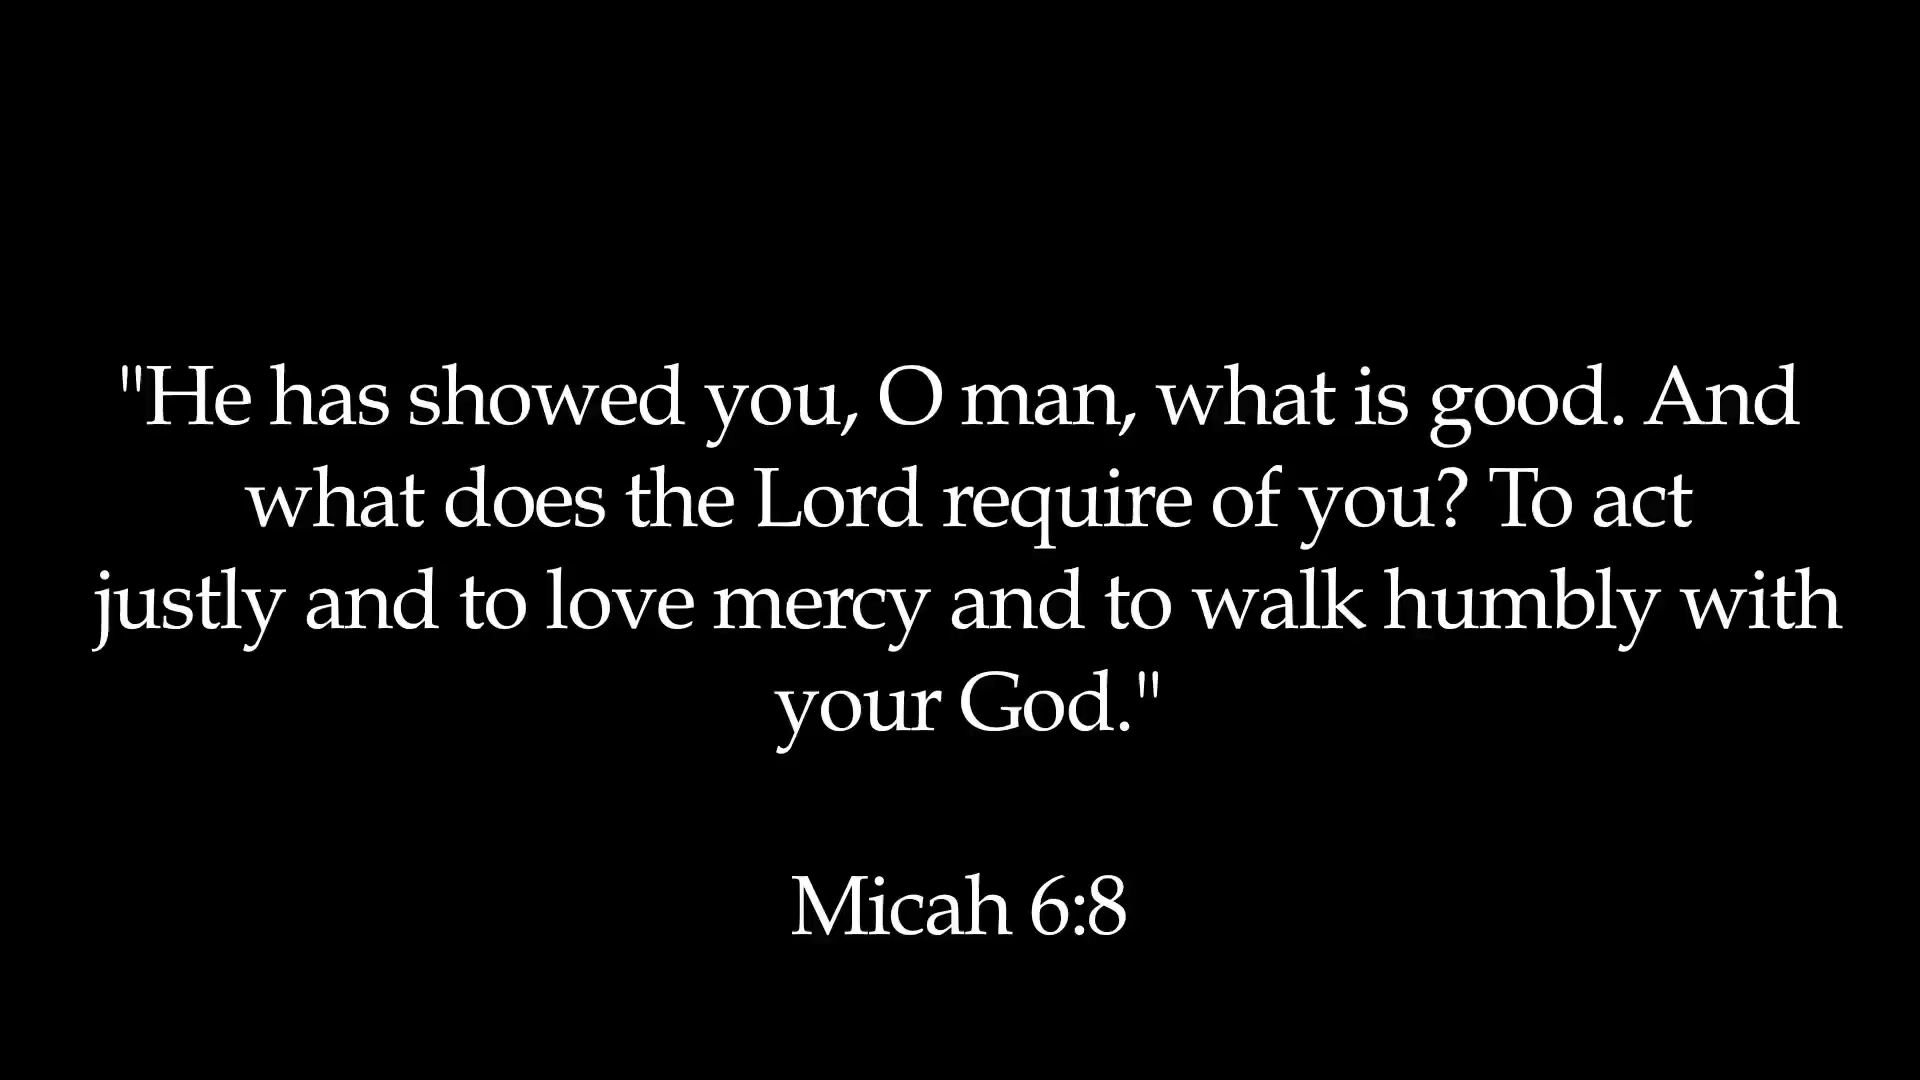 "He has showed you, O man, what is good. And
what does the Lord require of you? To act
justly and to love mercy and to walk humbly with
your God."
Micah 6:8